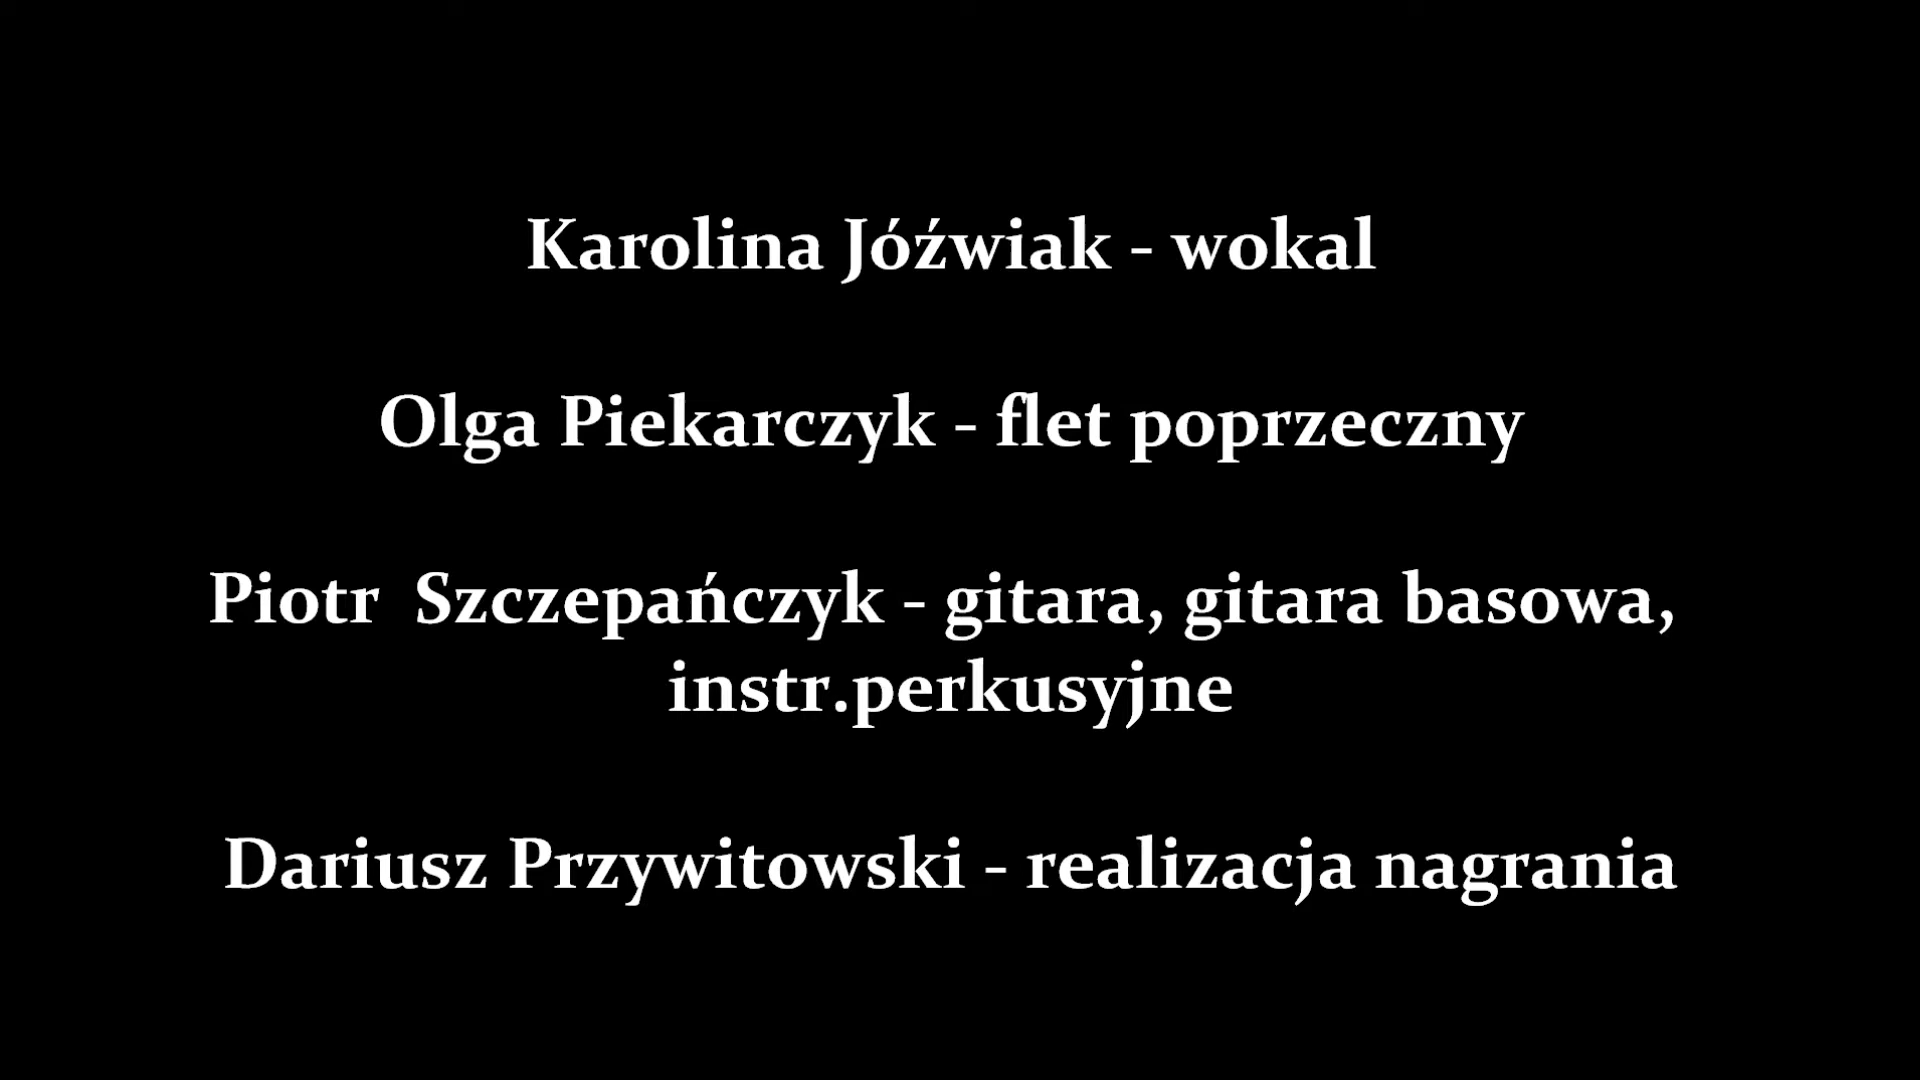 Karolina Jóźwiak - wokal
Olga Piekarczyk - flet poprzeczny
Piotr  Szczepańczyk - gitara, gitara basowa,
instr.perkusyjne
Dariusz Przywitowski - realizacja nagrania